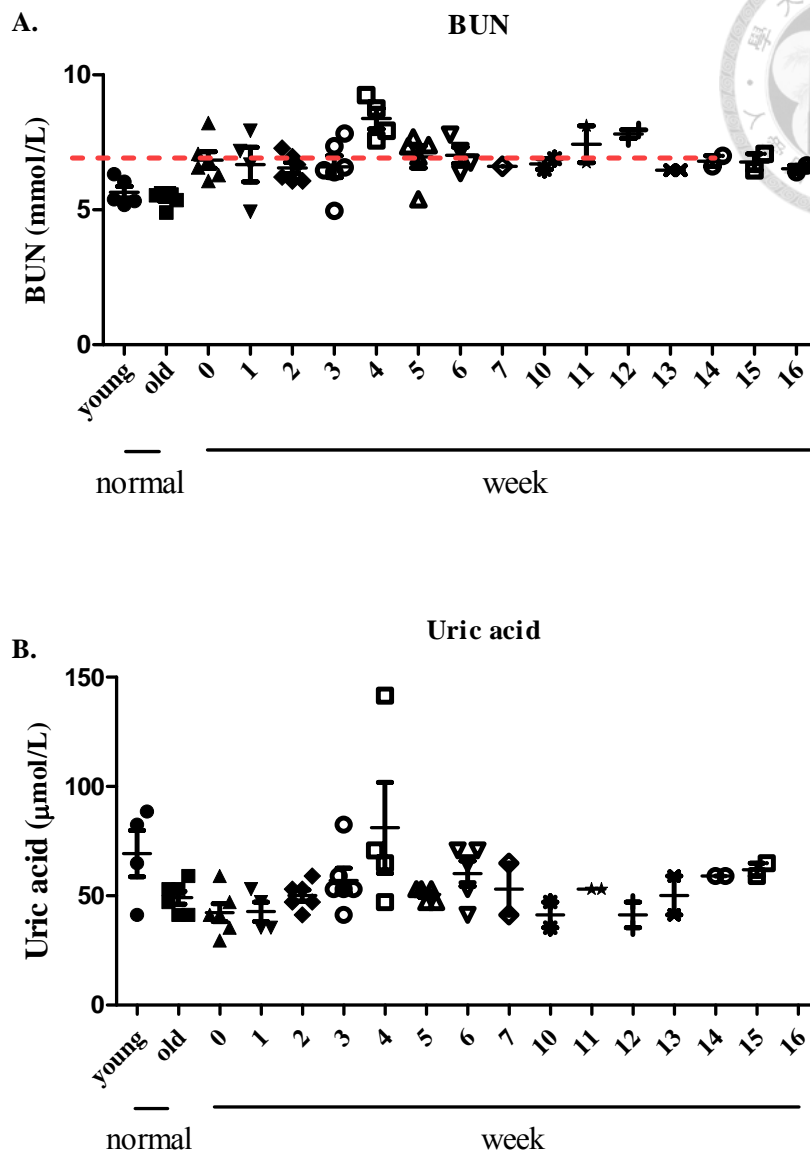 A.
BUN
BUN (mmol/L)
10
5
0
young old 0 1 2 3 4 5 6 7 10 11 12 13 14 15 16
normal week
B.
Uric acid
Uric acid (μmol/L)
150
100
50
0
young old 0 1 2 3 4 5 6 7 10 11 12 13 14 15 16
normal week